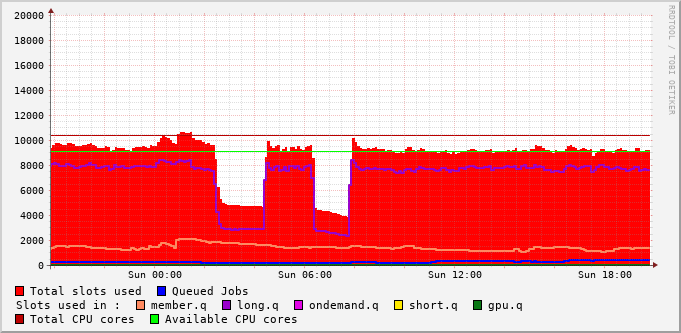 RRDTOOL / TOBI OETIKER
20000
18000
16000
14000
12000
10000
8000
6000
4000
2000
0
Sun 00:00 Sun 06:00 Sun 12:00 Sun 18:00
Total slots used Queued Jobs
Slots used in : member.q long.q ondemand.q short.q gpu.q
Total CPU cores Available CPU cores